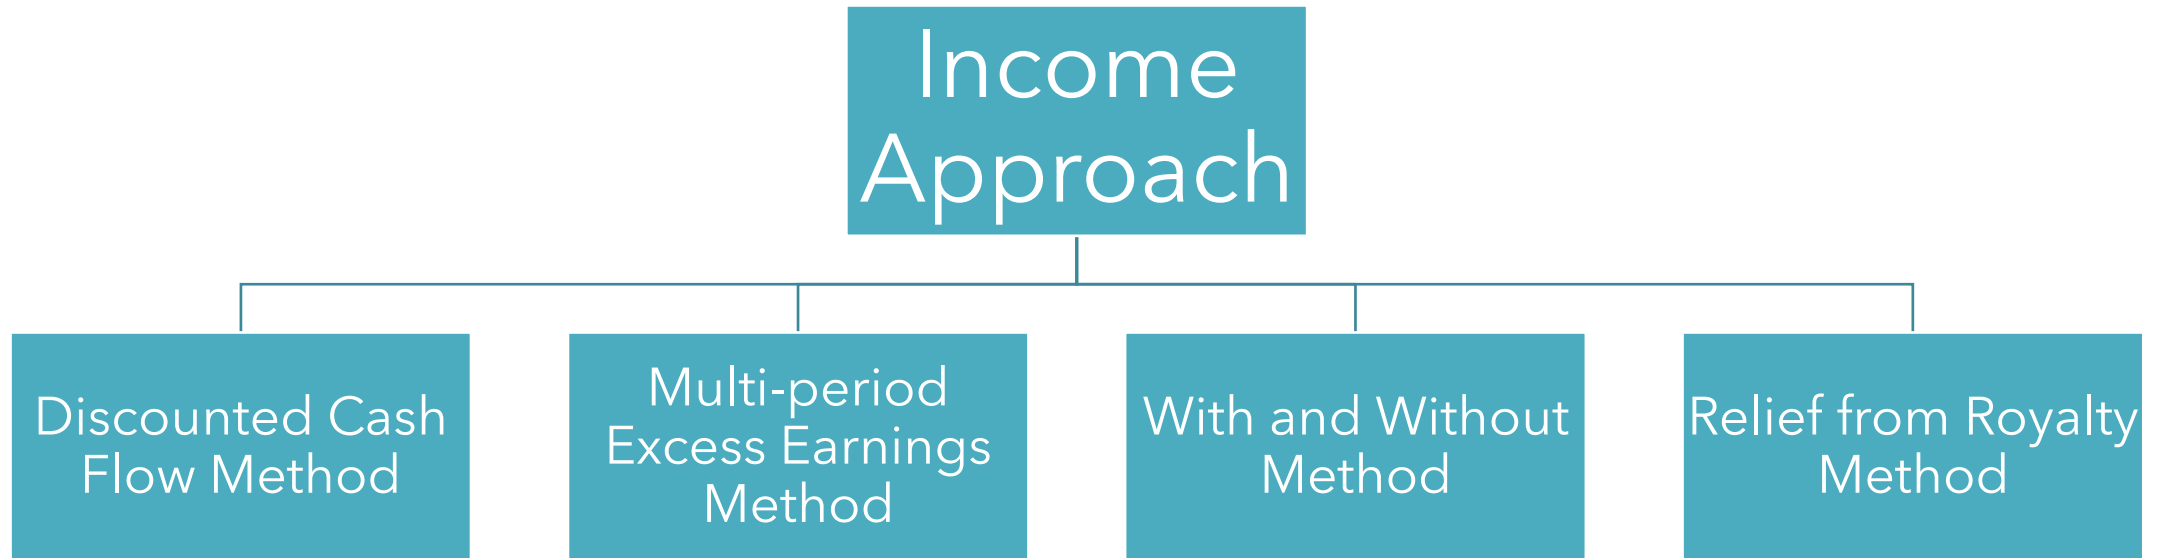 Income
Approach
Discounted Cash
Flow Method
Multi-period
Excess Earnings
Method
With and Without
Method
Relief from Royalty
Method